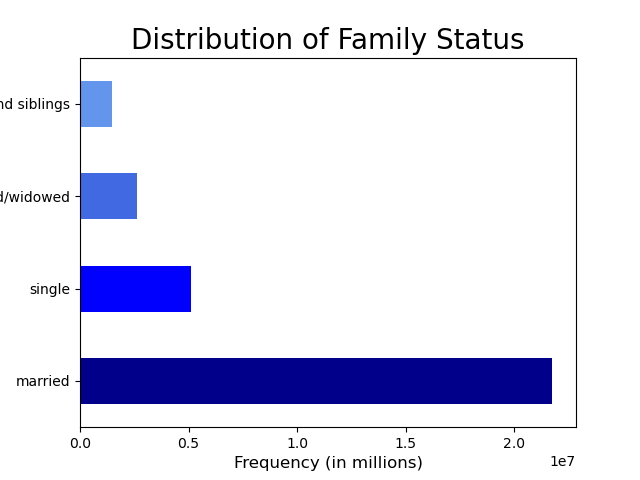 Distribution of Family Status
nd siblings
d/widowed
single
married
0.0 0.5 1.0 1.5 2.0
1e7
Frequency (in millions)